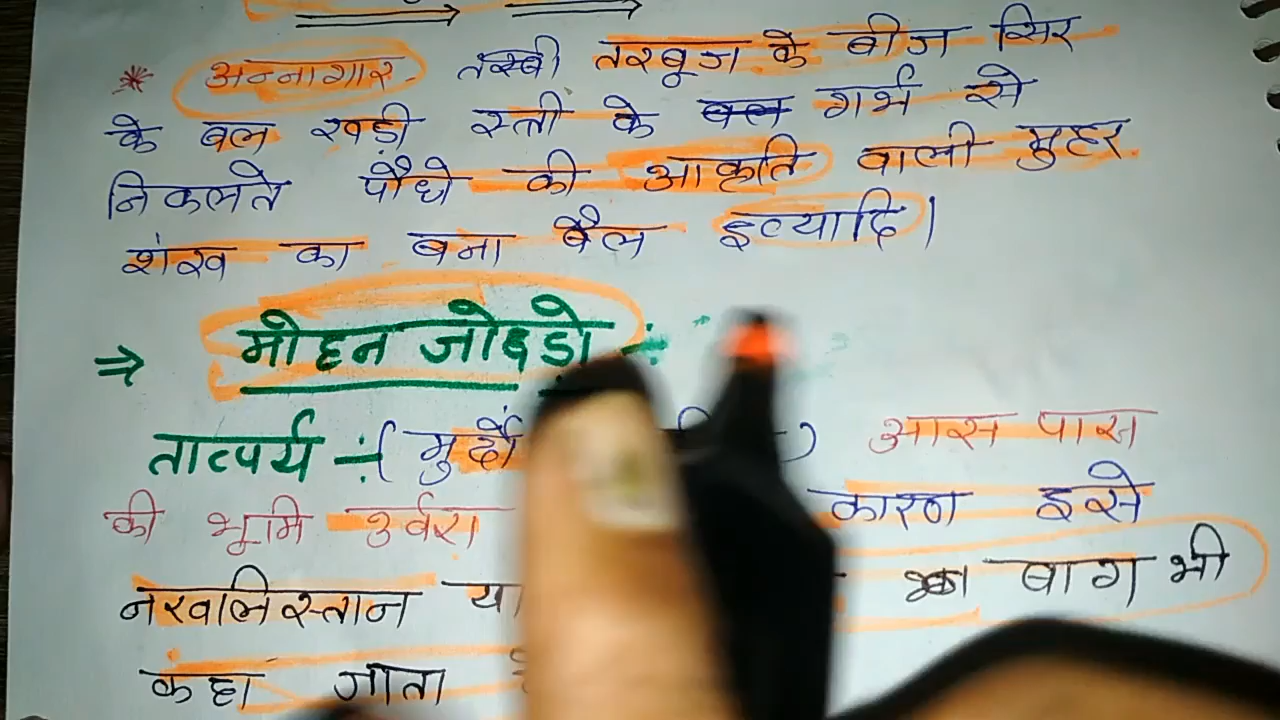 * अन्नागार, तख्ती तरबूज के बीज सिर
के बल खड़ी स्त्री के गर्भ से
निकलते पौधे की आकृति वाली मुहर
शंख का बना बैल इत्यादि।
⇒ मोहन जोदड़ो ÷
तात्पर्य ÷ ( मुर्दों ) आस पास
की भूमि उर्वरा कारण इसे
नखलिस्तान या का बाग भी
कहा जाता